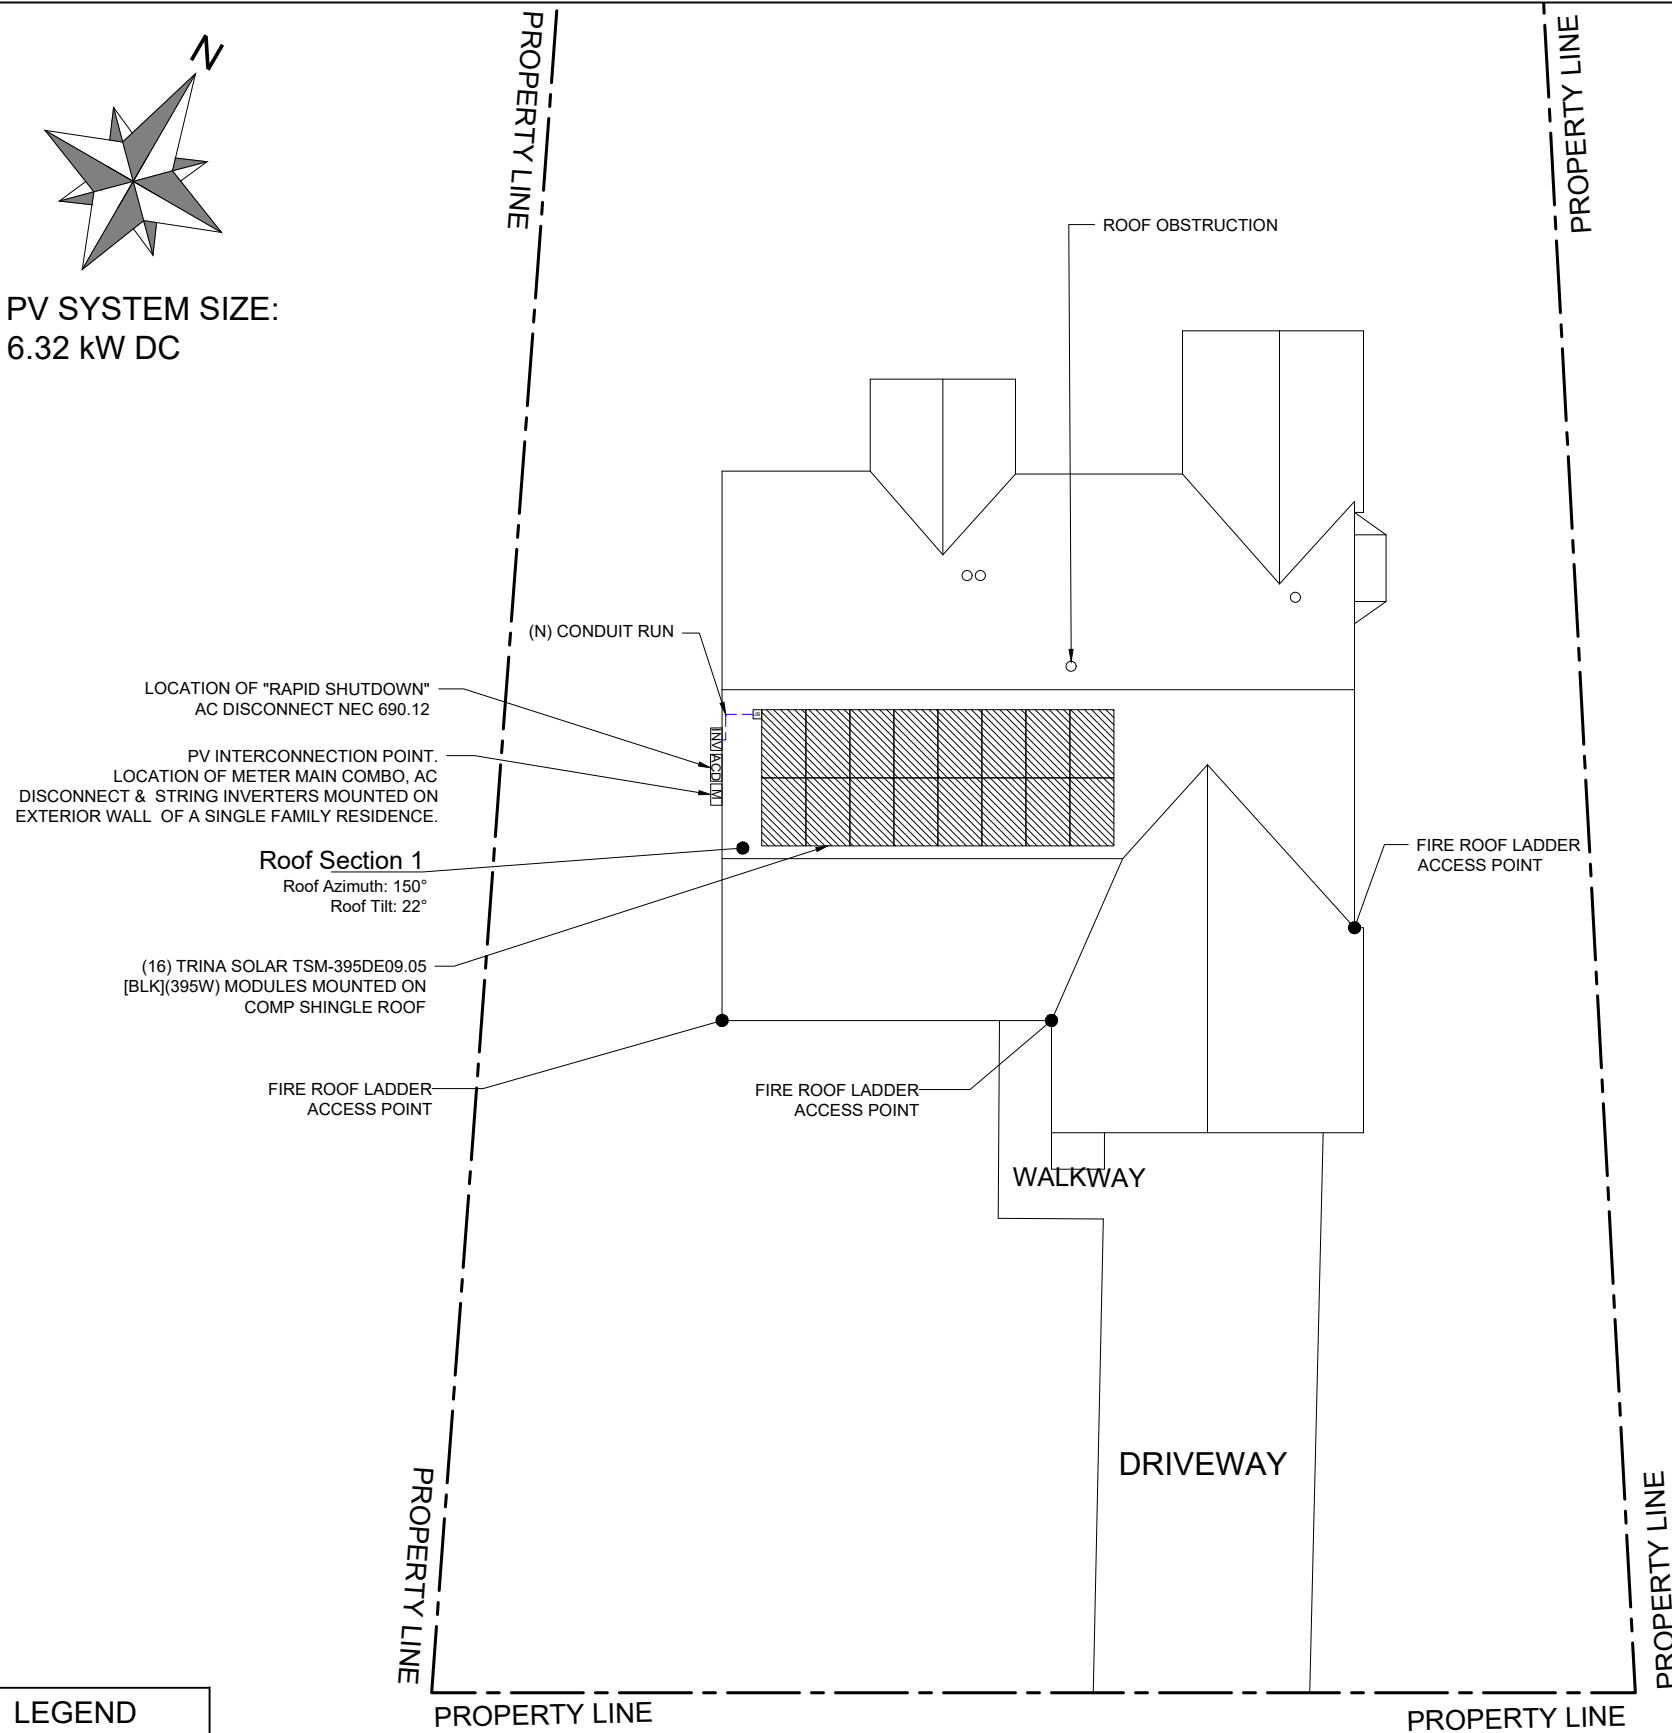 N
PROPERTY LINE
PROPERTY LINE
ROOF OBSTRUCTION
PV SYSTEM SIZE:
6.32 kW DC
(N) CONDUIT RUN
LOCATION OF "RAPID SHUTDOWN"
AC DISCONNECT NEC 690.12
PV INTERCONNECTION POINT.
LOCATION OF METER MAIN COMBO, AC
DISCONNECT & STRING INVERTERS MOUNTED ON
EXTERIOR WALL OF A SINGLE FAMILY RESIDENCE.
INV
ACD
M
Roof Section 1
Roof Azimuth: 150°
Roof Tilt: 22°
FIRE ROOF LADDER
ACCESS POINT
(16) TRINA SOLAR TSM-395DE09.05
[BLK](395W) MODULES MOUNTED ON
COMP SHINGLE ROOF
FIRE ROOF LADDER
ACCESS POINT
FIRE ROOF LADDER
ACCESS POINT
WALKWAY
DRIVEWAY
PROPERTY LINE
PROPERTY LINE
LEGEND
PROPERTY LINE
PROPERTY LINE